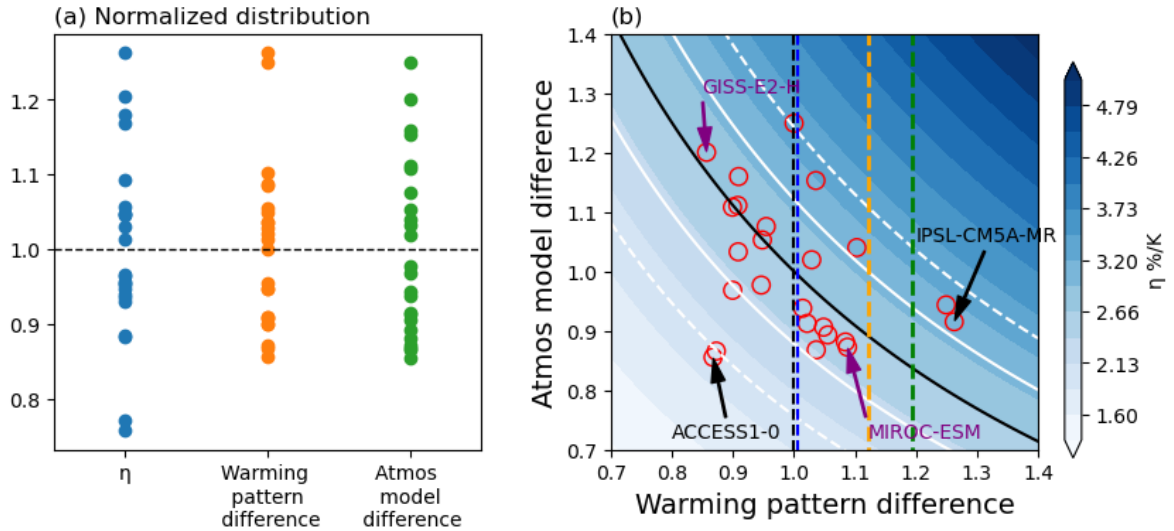 (a) Normalized distribution
1.2
1.1
1.0
0.9
0.8
η
Warming
pattern
difference
Atmos
model
difference
(b)
Atmos model difference
1.4
1.3
1.2
1.1
1.0
0.9
0.8
0.7
GISS-E2-H
IPSL-CM5A-MR
ACCESS1-0
MIROC-ESM
0.7 0.8 0.9 1.0 1.1 1.2 1.3 1.4
Warming pattern difference
4.79
4.26
3.73
3.20
2.66
2.13
1.60
η %/K